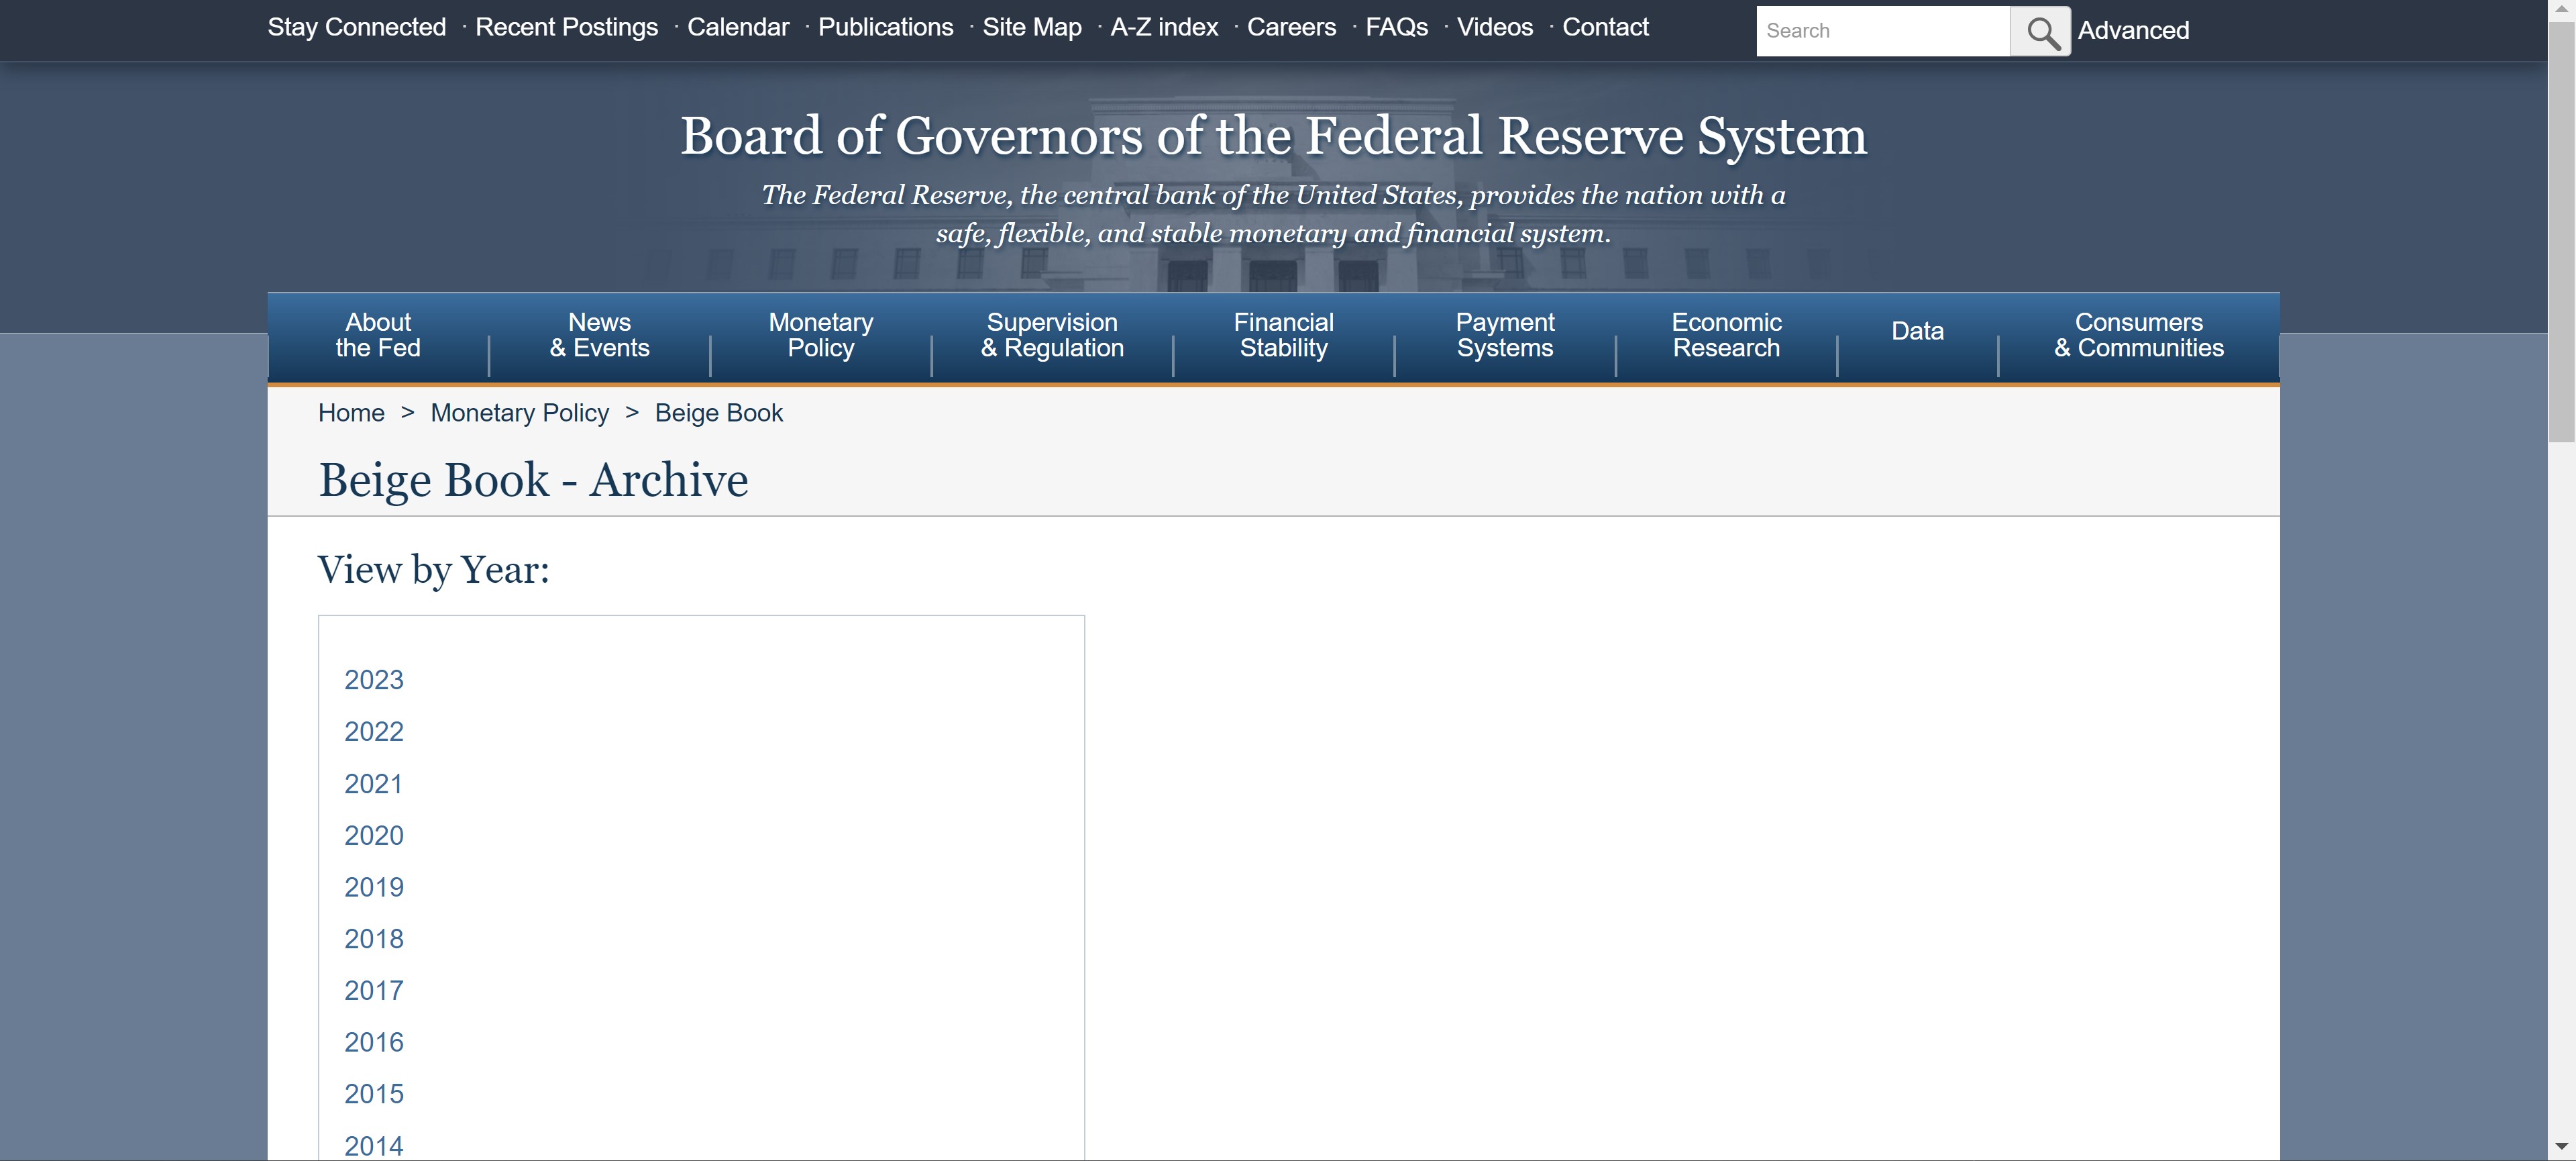 Stay Connected · Recent Postings · Calendar · Publications · Site Map · A-Z index · Careers · FAQs · Videos · Contact Search Advanced
Board of Governors of the Federal Reserve System
The Federal Reserve, the central bank of the United States, provides the nation with a
safe, flexible, and stable monetary and financial system.
About
the Fed
News
& Events
Monetary
Policy
Supervision
& Regulation
Financial
Stability
Payment
Systems
Economic
Research
Data
Consumers
& Communities
Home > Monetary Policy > Beige Book
Beige Book - Archive
View by Year:
2023
2022
2021
2020
2019
2018
2017
2016
2015
2014